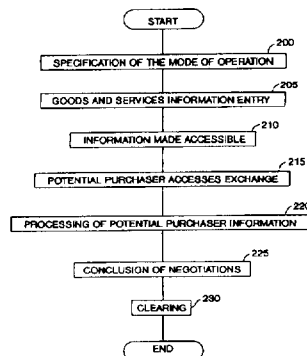 START
200
SPECIFICATION OF THE MODE OF OPERATION
205
GOODS AND SERVICES INFORMATION ENTRY
210
INFORMATION MADE ACCESSIBLE
215
POTENTIAL PURCHASER ACCESSES EXCHANGE
220
PROCESSING OF POTENTIAL PURCHASER INFORMATION
225
CONCLUSION OF NEGOTIATIONS
230
CLEARING
END